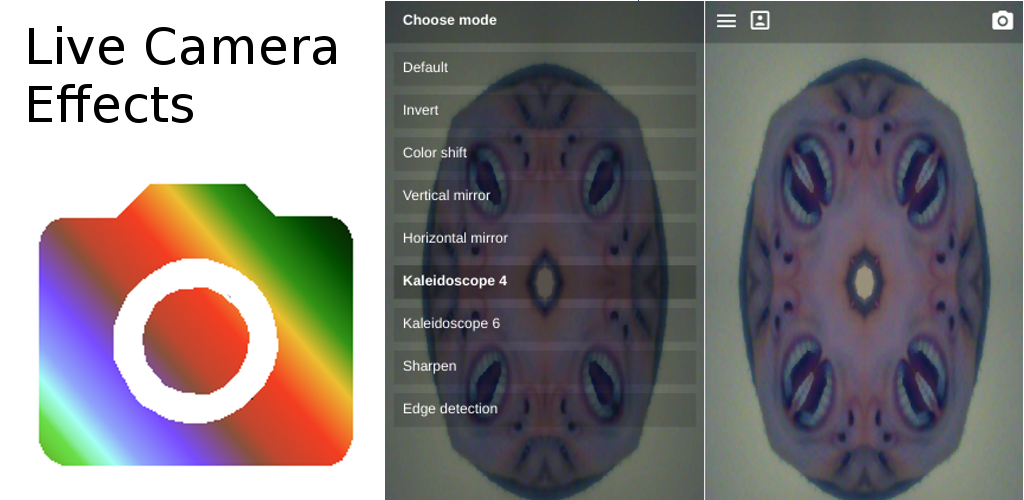 Live Camera
Effects
Choose mode
Default
Invert
Color shift
Vertical mirror
Horizontal mirror
Kaleidoscope 4
Kaleidoscope 6
Sharpen
Edge detection